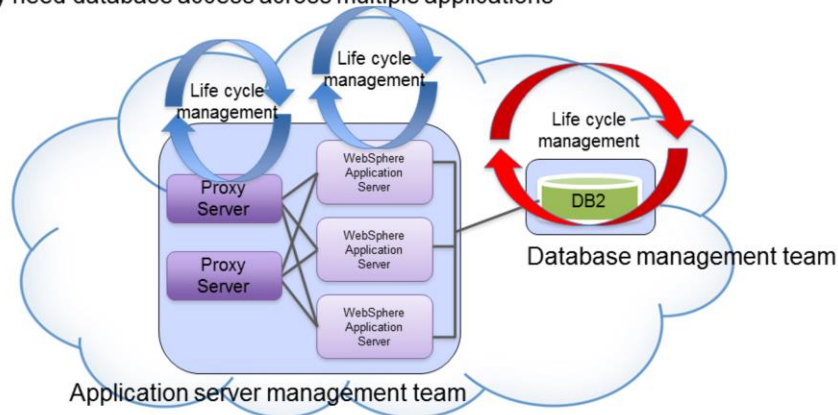 need database access across multiple applications
Life cycle
management
Life cycle
management
Life cycle
management
Proxy
Server
Proxy
Server
WebSphere
Application
Server
WebSphere
Application
Server
WebSphere
Application
Server
DB2
Database management team
Application server management team